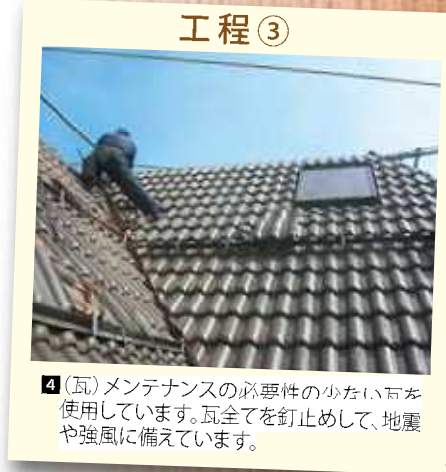 工程③
4 (瓦)メンテナンスの必要性の少ない瓦を
使用しています。瓦全てを釘止めして、地震
や強風に備えています。